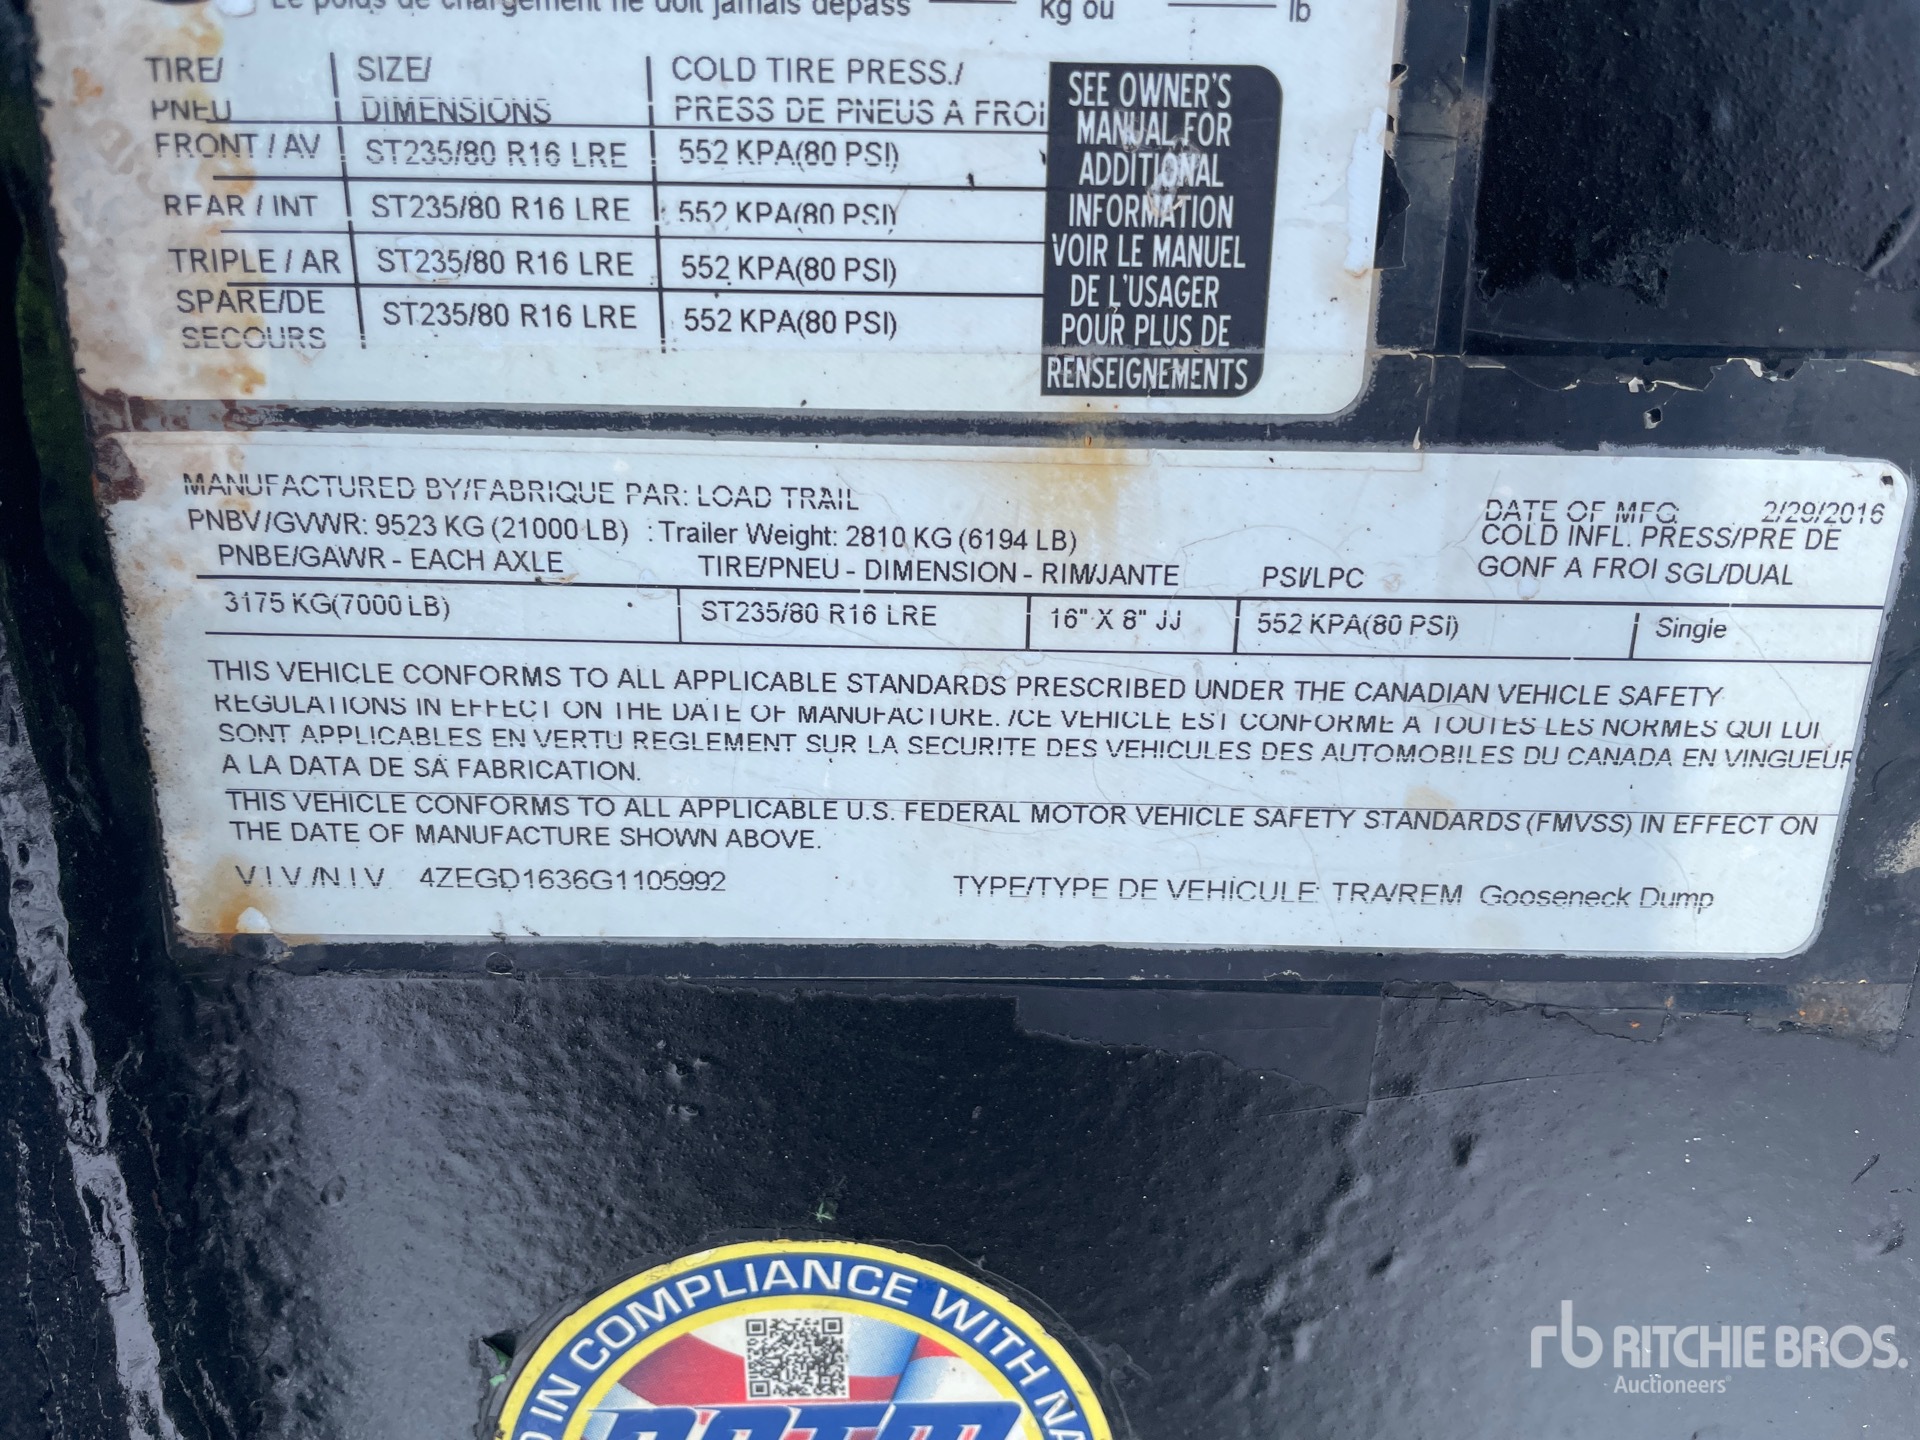 Le poids de chargement ne doit jamais dépass kg ou lb
TIRE/ SIZE/ COLD TIRE PRESS./
PNEU DIMENSIONS PRESS DE PNEUS A FROI
FRONT / AV ST235/80 R16 LRE 552 KPA(80 PSI)
REAR / INT ST235/80 R16 LRE 552 KPA(80 PSI)
TRIPLE / AR ST235/80 R16 LRE 552 KPA(80 PSI)
SPARE/DE
SECOURS ST235/80 R16 LRE 552 KPA(80 PSI)
SEE OWNER'S
MANUAL FOR
ADDITIONAL
INFORMATION
VOIR LE MANUEL
DE L'USAGER
POUR PLUS DE
RENSEIGNEMENTS
MANUFACTURED BY/FABRIQUE PAR: LOAD TRAIL DATE OF MFG 2/29/2016
PNBV/GVWR: 9523 KG (21000 LB) : Trailer Weight: 2810 KG (6194 LB) COLD INFL. PRESS/PRE DE
PNBE/GAWR - EACH AXLE TIRE/PNEU - DIMENSION - RIM/JANTE PSI/LPC GONF A FROI SGL/DUAL
3175 KG(7000 LB) ST235/80 R16 LRE 16" X 8" JJ 552 KPA(80 PSI) Single
THIS VEHICLE CONFORMS TO ALL APPLICABLE STANDARDS PRESCRIBED UNDER THE CANADIAN VEHICLE SAFETY
REGULATIONS IN EFFECT ON THE DATE OF MANUFACTURE. /CE VEHICLE EST CONFORME A TOUTES LES NORMES QUI LUI
SONT APPLICABLES EN VERTU REGLEMENT SUR LA SECURITE DES VEHICULES DES AUTOMOBILES DU CANADA EN VINGUEUR
A LA DATA DE SA FABRICATION.
THIS VEHICLE CONFORMS TO ALL APPLICABLE U.S. FEDERAL MOTOR VEHICLE SAFETY STANDARDS (FMVSS) IN EFFECT ON
THE DATE OF MANUFACTURE SHOWN ABOVE.
V.I.V./N.I.V. 4ZEGD1636G1105992 TYPE/TYPE DE VEHICULE: TRA/REM Gooseneck Dump
IN COMPLIANCE WITH NA
rb RITCHIE BROS.
Auctioneers